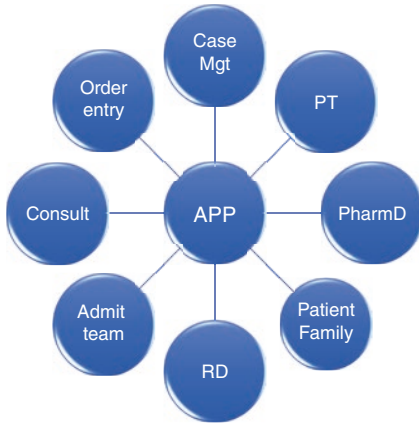 Case
Mgt
Order
entry
PT
Consult
APP
PharmD
Admit
team
Patient
Family
RD